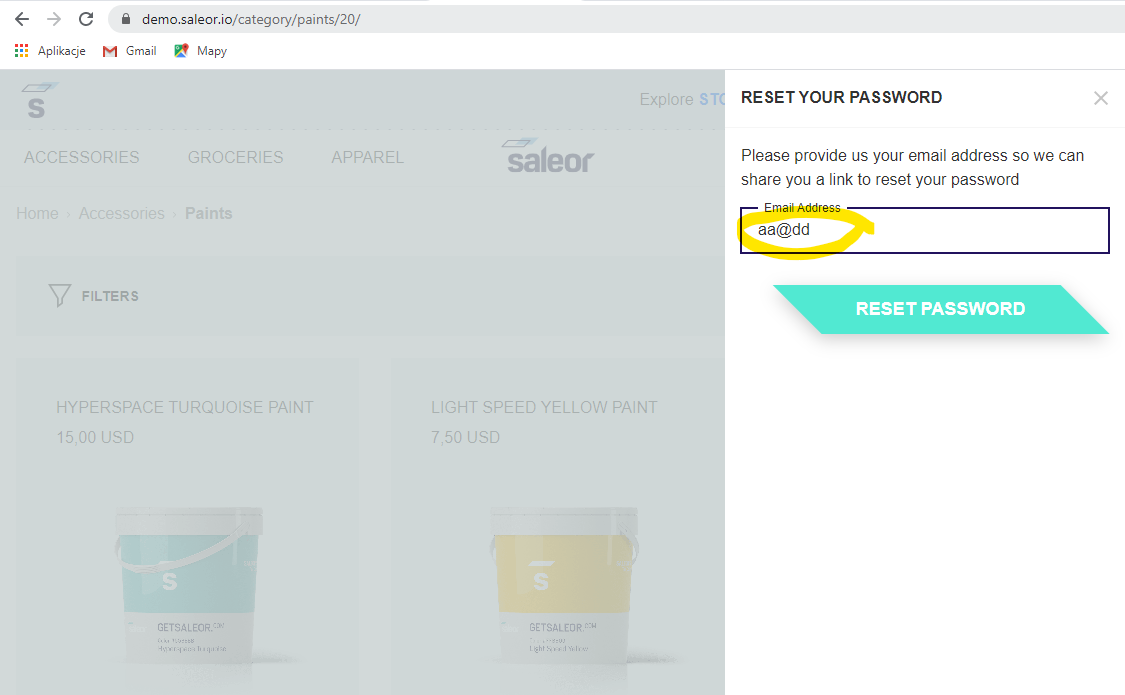 demo.saleor.io/category/paints/20/
Aplikacje Gmail Mapy
S
Explore STO
ACCESSORIES GROCERIES APPAREL saleor
Home › Accessories › Paints
FILTERS
HYPERSPACE TURQUOISE PAINT
15,00 USD
LIGHT SPEED YELLOW PAINT
7,50 USD
S
GETSALEOR.COM
Hyperspace Turquoise
S
GETSALEOR.COM
Light Speed Yellow
RESET YOUR PASSWORD
Please provide us your email address so we can
share you a link to reset your password
Email Address
aa@dd
RESET PASSWORD